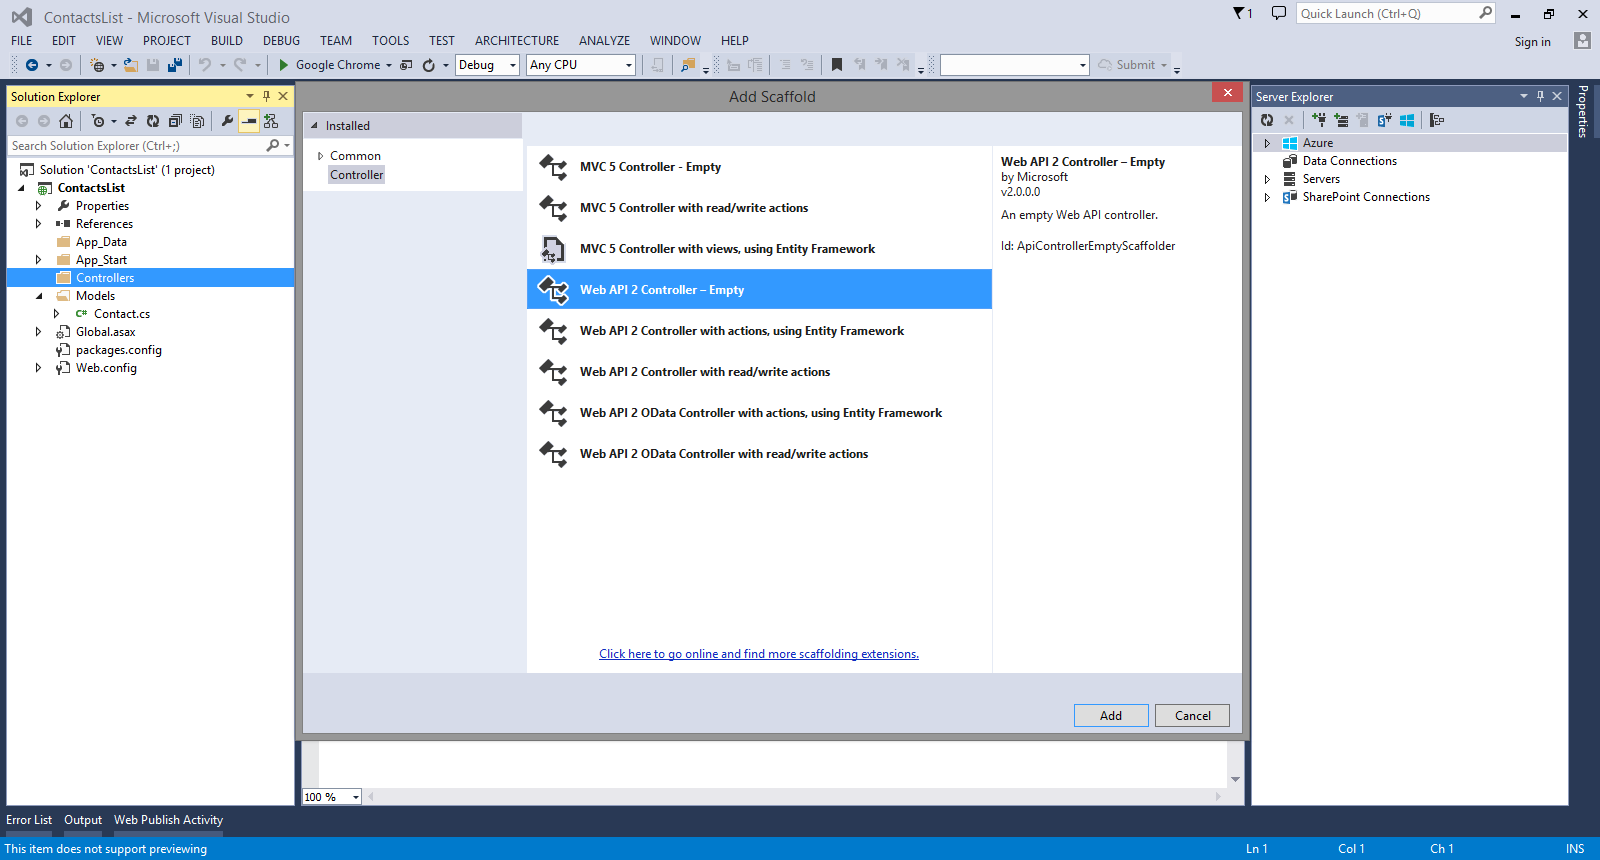 ContactsList - Microsoft Visual Studio
1
Quick Launch (Ctrl+Q)
FILE EDIT VIEW PROJECT BUILD DEBUG TEAM TOOLS TEST ARCHITECTURE ANALYZE WINDOW HELP
Sign in
Google Chrome
Debug
Any CPU
Submit
Solution Explorer
Search Solution Explorer (Ctrl+;)
Solution 'ContactsList' (1 project)
ContactsList
Properties
References
App_Data
App_Start
Controllers
Models
C# Contact.cs
Global.asax
packages.config
Web.config
Add Scaffold
Installed
Common
Controller
MVC 5 Controller - Empty
MVC 5 Controller with read/write actions
MVC 5 Controller with views, using Entity Framework
Web API 2 Controller – Empty
Web API 2 Controller with actions, using Entity Framework
Web API 2 Controller with read/write actions
Web API 2 OData Controller with actions, using Entity Framework
Web API 2 OData Controller with read/write actions
Click here to go online and find more scaffolding extensions.
Web API 2 Controller – Empty
by Microsoft
v2.0.0.0
An empty Web API controller.
Id: ApiControllerEmptyScaffolder
Add
Cancel
Server Explorer
Azure
Data Connections
Servers
SharePoint Connections
Properties
100 %
Error List Output Web Publish Activity
This item does not support previewing
Ln 1 Col 1 Ch 1 INS